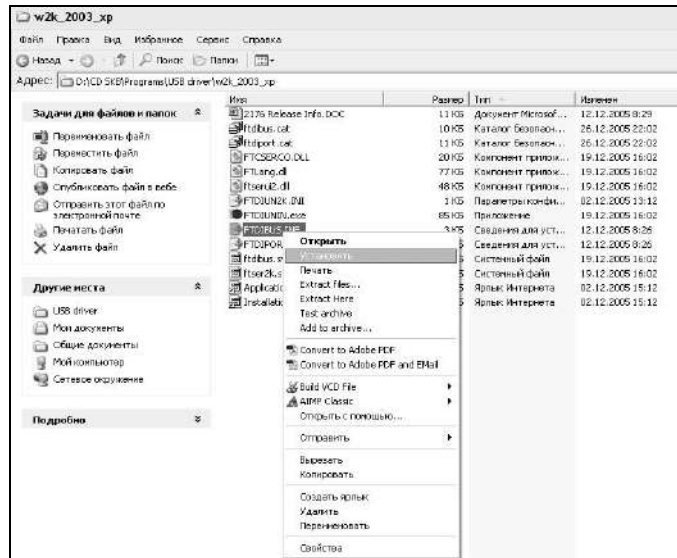 w2k_2003_xp
Файл Правка Вид Избранное Сервис Справка
Назад Поиск Папки
Адрес: D:\CD SKB\Programs\USB driver\w2k_2003_xp
Задачи для файлов и папок
Переименовать файл
Переместить файл
Копировать файл
Опубликовать файл в вебе
Отправить этот файл по
электронной почте
Печатать файл
Удалить файл
Другие места
USB driver
Мои документы
Общие документы
Мой компьютер
Сетевое окружение
Подробно
Имя Размер Тип Изменен
2176 Release Info.DOC 11 КБ Документ Microsof... 12.12.2005 8:29
ftdibus.cat 10 КБ Каталог безопасн... 26.12.2005 22:02
ftdiport.cat 11 КБ Каталог безопасн... 26.12.2005 22:02
FTCSERCO.DLL 20 КБ Компонент прилож... 19.12.2005 16:02
FTLang.dll 77 КБ Компонент прилож... 19.12.2005 16:02
ftserui2.dll 48 КБ Компонент прилож... 19.12.2005 16:02
FTDIUN2K.INI 1 КБ Параметры конфи... 02.12.2005 13:12
FTDIUNIN.exe 85 КБ Приложение 19.12.2005 16:02
FTDIBUS.INF 3 КБ Сведения для уст... 12.12.2005 8:26
FTDIPOR Б Сведения для уст... 12.12.2005 8:26
ftdibus.s Б Системный файл 19.12.2005 16:02
ftser2k.s Б Системный файл 19.12.2005 16:02
Applicatio Б Ярлык Интернета 02.12.2005 15:12
Installatio Б Ярлык Интернета 02.12.2005 15:12
Открыть
Установить
Печать
Extract files...
Extract Here
Test archive
Add to archive...
Convert to Adobe PDF
Convert to Adobe PDF and EMail
Build VCD File
AIMP Classic
Открыть с помощью...
Отправить
Вырезать
Копировать
Создать ярлык
Удалить
Переименовать
Свойства